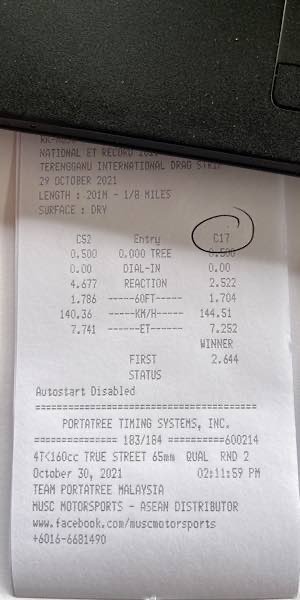 NATIONAL ET RECORD
TERENGGANU INTERNATIONAL DRAG STRIP
29 OCTOBER 2021
LENGTH : 201M - 1/8 MILES
SURFACE : DRY
C52 Entry C17
0.500 0.000 TREE 0.500
0.00 DIAL-IN 0.00
4.677 REACTION 2.522
1.786 -----60FT----- 1.704
140.36 -----KM/H----- 144.51
7.741 ------ET------ 7.252
WINNER
FIRST 2.644
STATUS
Autostart Disabled
========================================
PORTATREE TIMING SYSTEMS, INC.
============== 183/184 ==========600214
4T<160cc TRUE STREET 65mm QUAL RND 2
October 30, 2021 02:11:59 PM
TEAM PORTATREE MALAYSIA
MUSC MOTORSPORTS - ASEAN DISTRIBUTOR
www.facebook.com/muscmotorsports
+6016-6681490